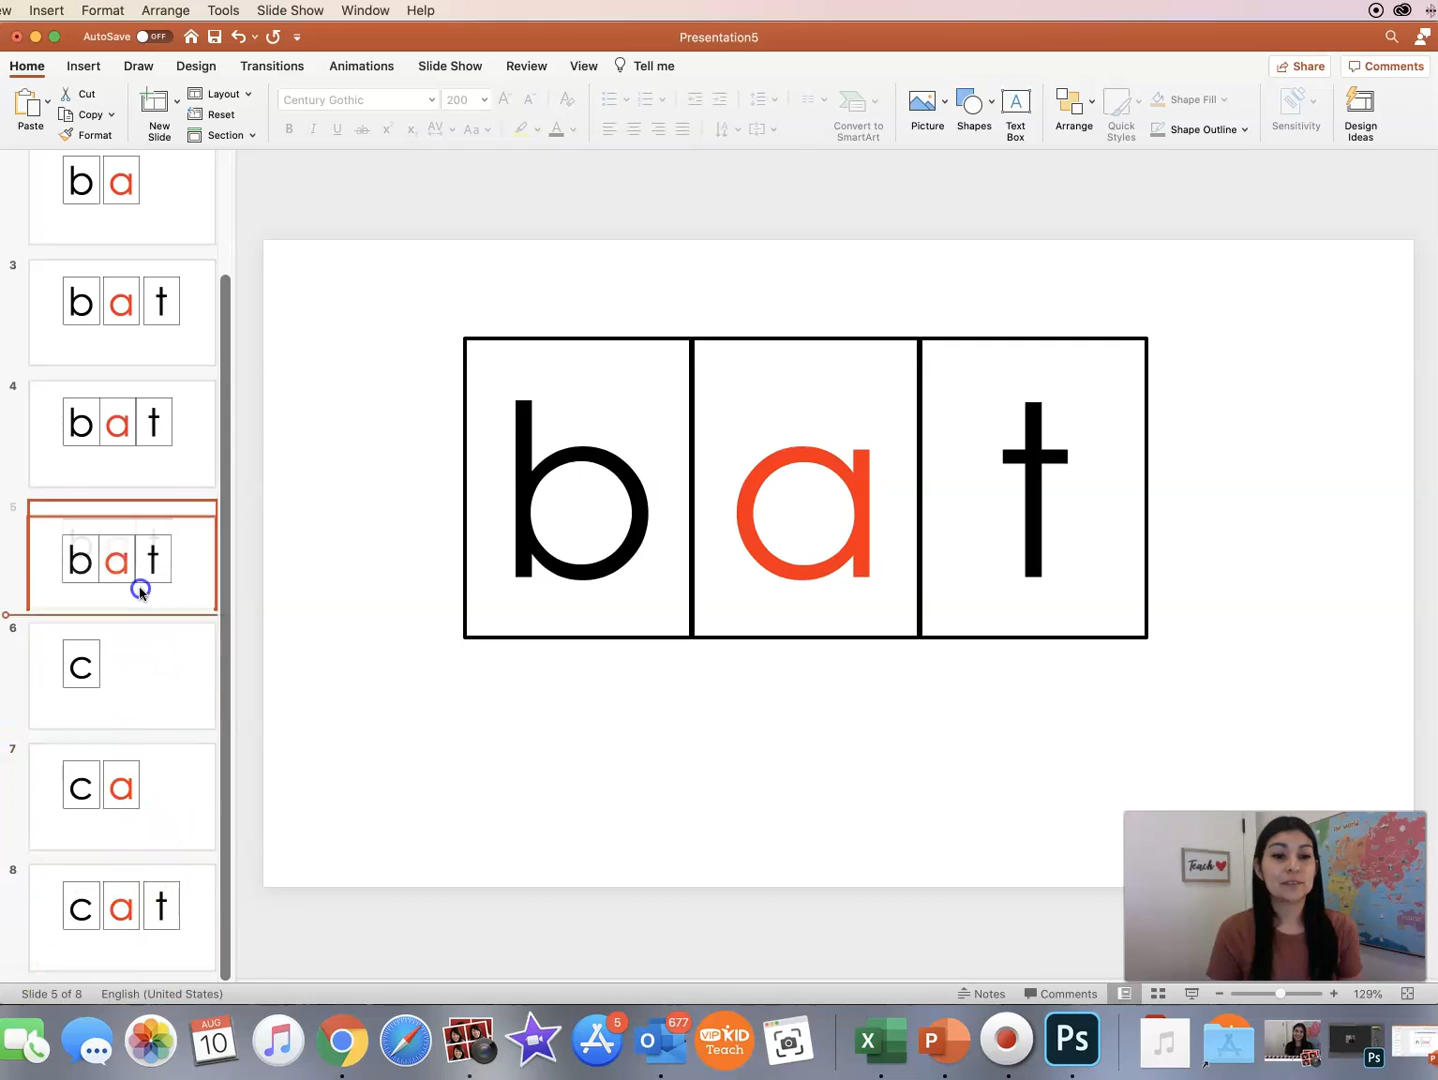 w Insert Format Arrange Tools Slide Show Window Help
AutoSave OFF Presentation5
Home Insert Draw Design Transitions Animations Slide Show Review View Tell me Share Comments
Paste Cut Copy Format
New Slide Layout Reset Section
Century Gothic 200
Convert to SmartArt
Picture Shapes Text Box
Arrange Quick Styles Shape Fill Shape Outline
Sensitivity Design Ideas
b a
3
b a t
4
b a t
5
b a t
6
c
7
c a
8
c a t
b a t
Teach
Slide 5 of 8 English (United States) Notes Comments 129%
AUG
10
5
677
VIPKID
Teach
X
P
Ps
Ps